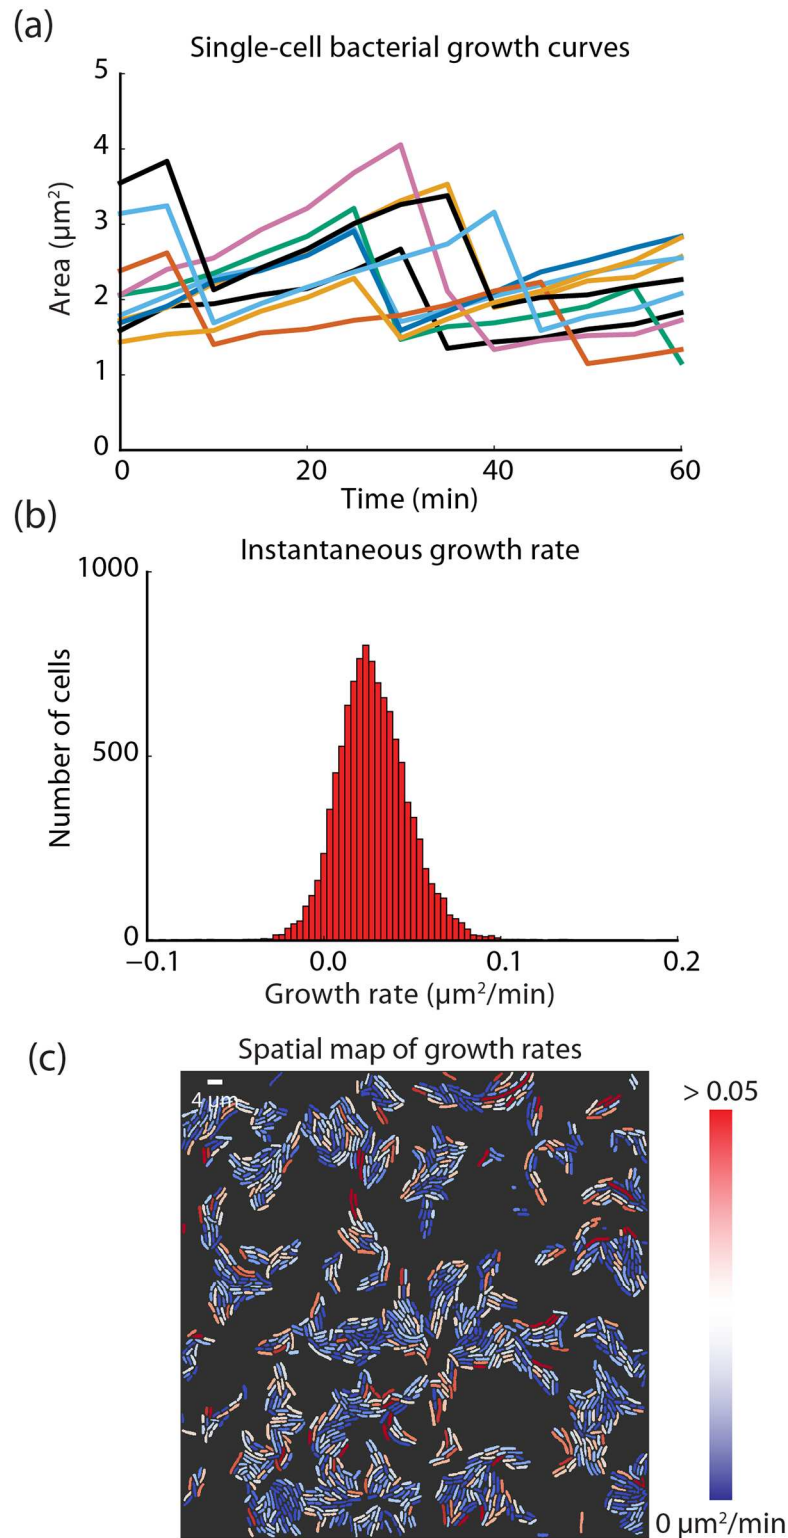 (a)
Single-cell bacterial growth curves
5
4
3
2
1
0
Area (µm²)
0 20 40 60
Time (min)
(b)
Instantaneous growth rate
1000
500
0
Number of cells
−0.1 0.0 0.1 0.2
Growth rate (µm²/min)
(c)
Spatial map of growth rates
4 µm
> 0.05
0 µm²/min